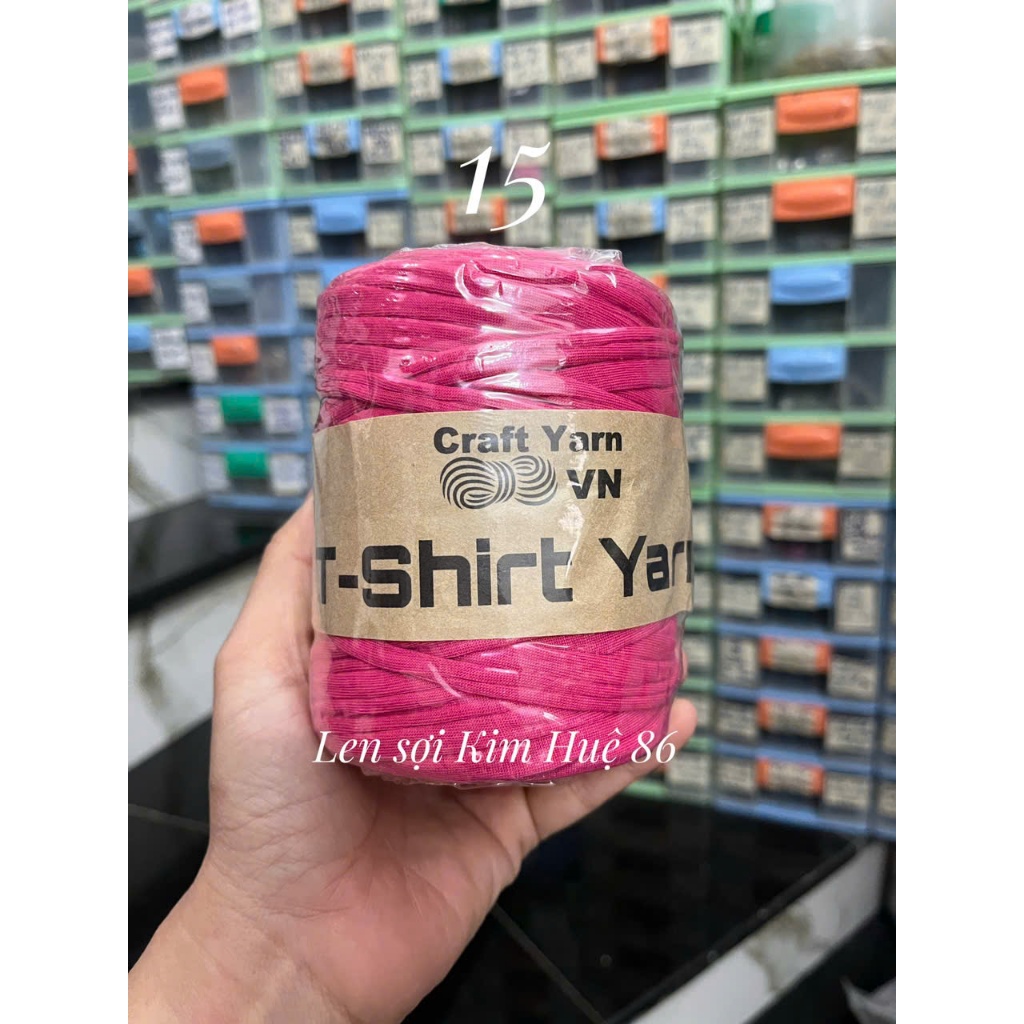 15
Craft Yarn
VN
T-Shirt Yarn
Len sợi Kim Huệ 86